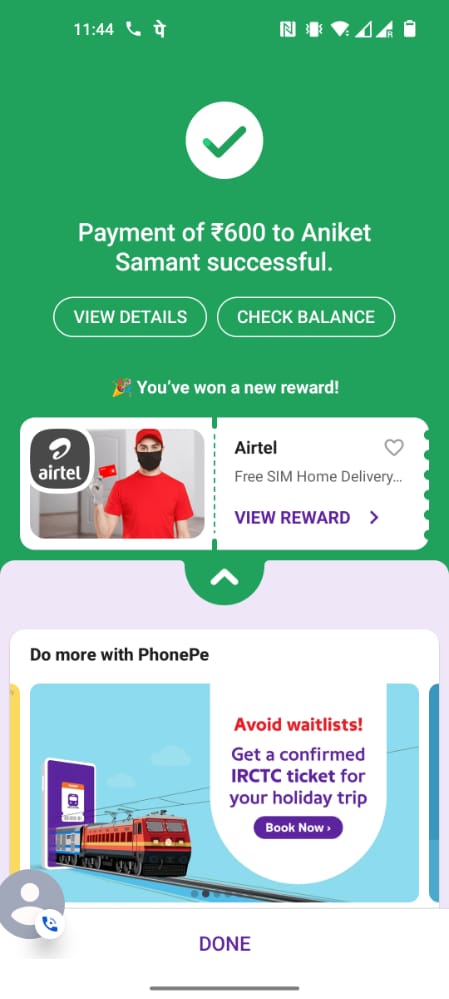 11:44 पे
Payment of ₹600 to Aniket
Samant successful.
VIEW DETAILS CHECK BALANCE
🎉 You’ve won a new reward!
airtel
Airtel
Free SIM Home Delivery...
VIEW REWARD
Do more with PhonePe
Avoid waitlists!
Get a confirmed
IRCTC ticket for
your holiday trip
Book Now ›
DONE